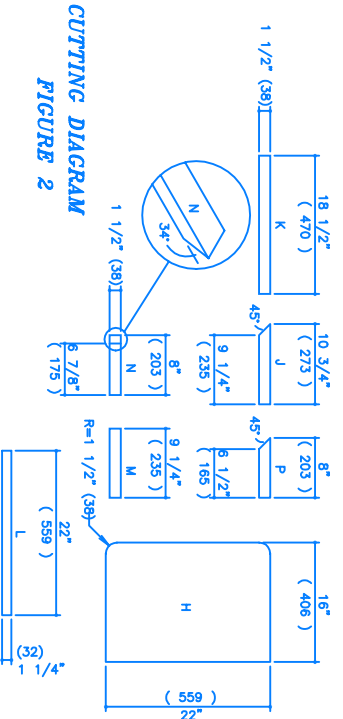 18 1/2"
( 470 )
K
1 1/2" (38)
10 3/4"
( 273 )
J
45°
9 1/4"
( 235 )
8"
( 203 )
P
45°
6 1/2"
( 165 )
16"
( 406 )
H
( 559 )
22"
R=1 1/2" (38)
N
34°
1 1/2" (38)
8"
( 203 )
N
6 7/8"
( 175 )
9 1/4"
( 235 )
M
22"
( 559 )
L
(32)
1 1/4"
CUTTING DIAGRAM
FIGURE 2